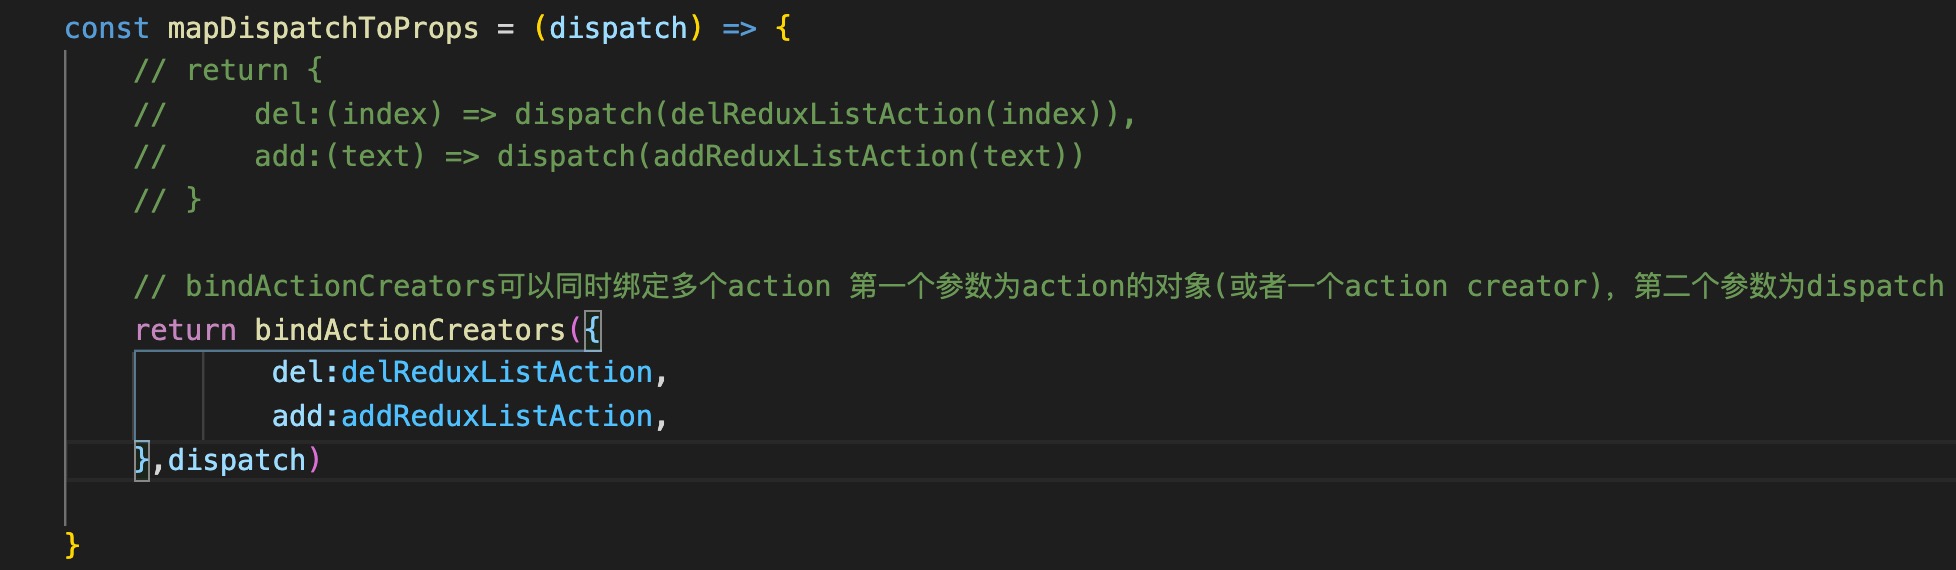 const mapDispatchToProps = (dispatch) => {
// return {
//     del:(index) => dispatch(delReduxListAction(index)),
//     add:(text) => dispatch(addReduxListAction(text))
// }
// bindActionCreators可以同时绑定多个action 第一个参数为action的对象(或者一个action creator)，第二个参数为dispatch
return bindActionCreators({
del:delReduxListAction,
add:addReduxListAction,
},dispatch)
}